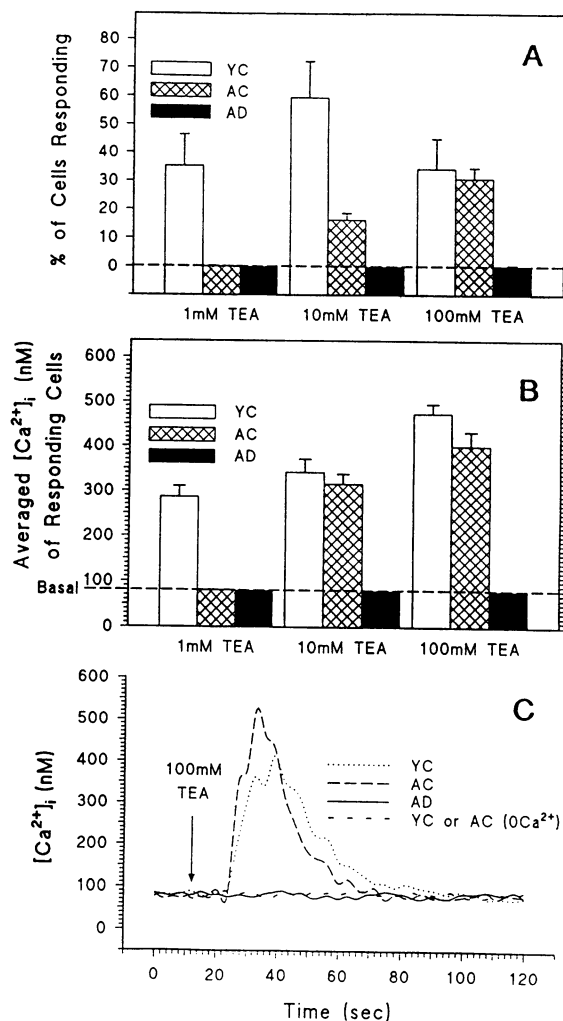 A
80
70
60
50
40
30
20
10
0
% of Cells Responding
YC
AC
AD
1mM TEA 10mM TEA 100mM TEA
B
600
500
400
300
200
100
0
Basal
Averaged [Ca²⁺]ᵢ (nM)
of Responding Cells
YC
AC
AD
1mM TEA 10mM TEA 100mM TEA
C
600
500
400
300
200
100
0
[Ca²⁺]ᵢ (nM)
100mM
TEA
YC
AC
AD
YC or AC (0Ca²⁺)
0 20 40 60 80 100 120
Time (sec)